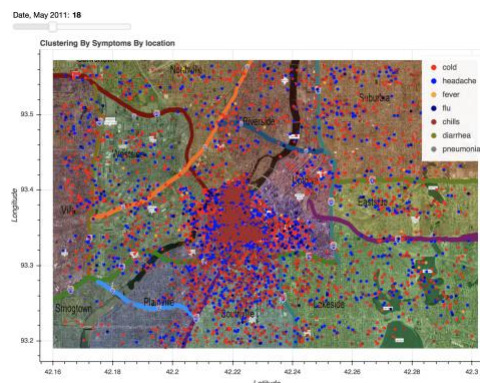 Date, May 2011: 18
Clustering By Symptoms By location
cold
headache
fever
flu
chills
diarrhea
pneumonia
Riverside
Suburbia
Eastside
Smogtown
Plainville
Lakeside
93.5
93.4
93.3
93.2
Longitude
42.16
42.18
42.2
42.22
42.24
42.26
42.28
42.3